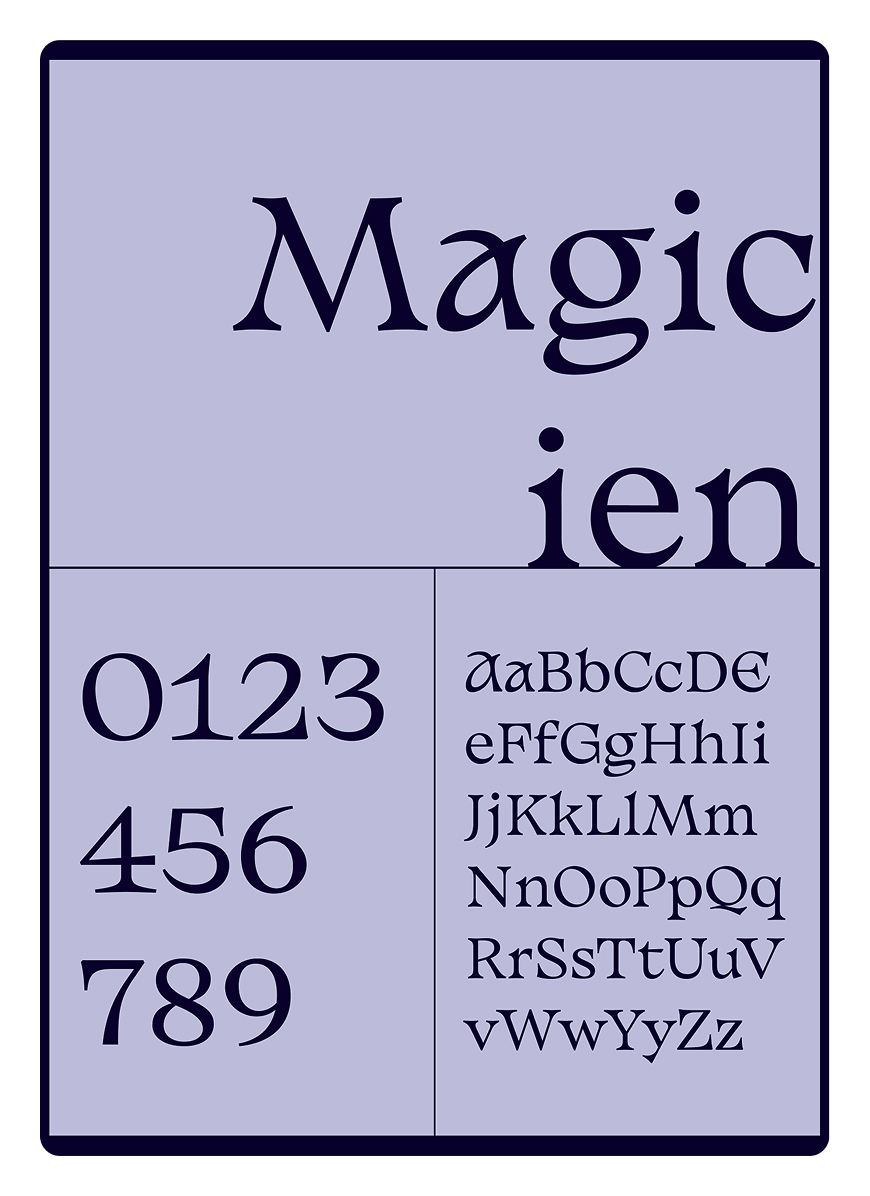 Magic
ien
0123
456
789
AaBbCcDE
eFfGgHhIi
JjKkLlMm
NnOoPpQq
RrSsTtUuV
vWwYyZz